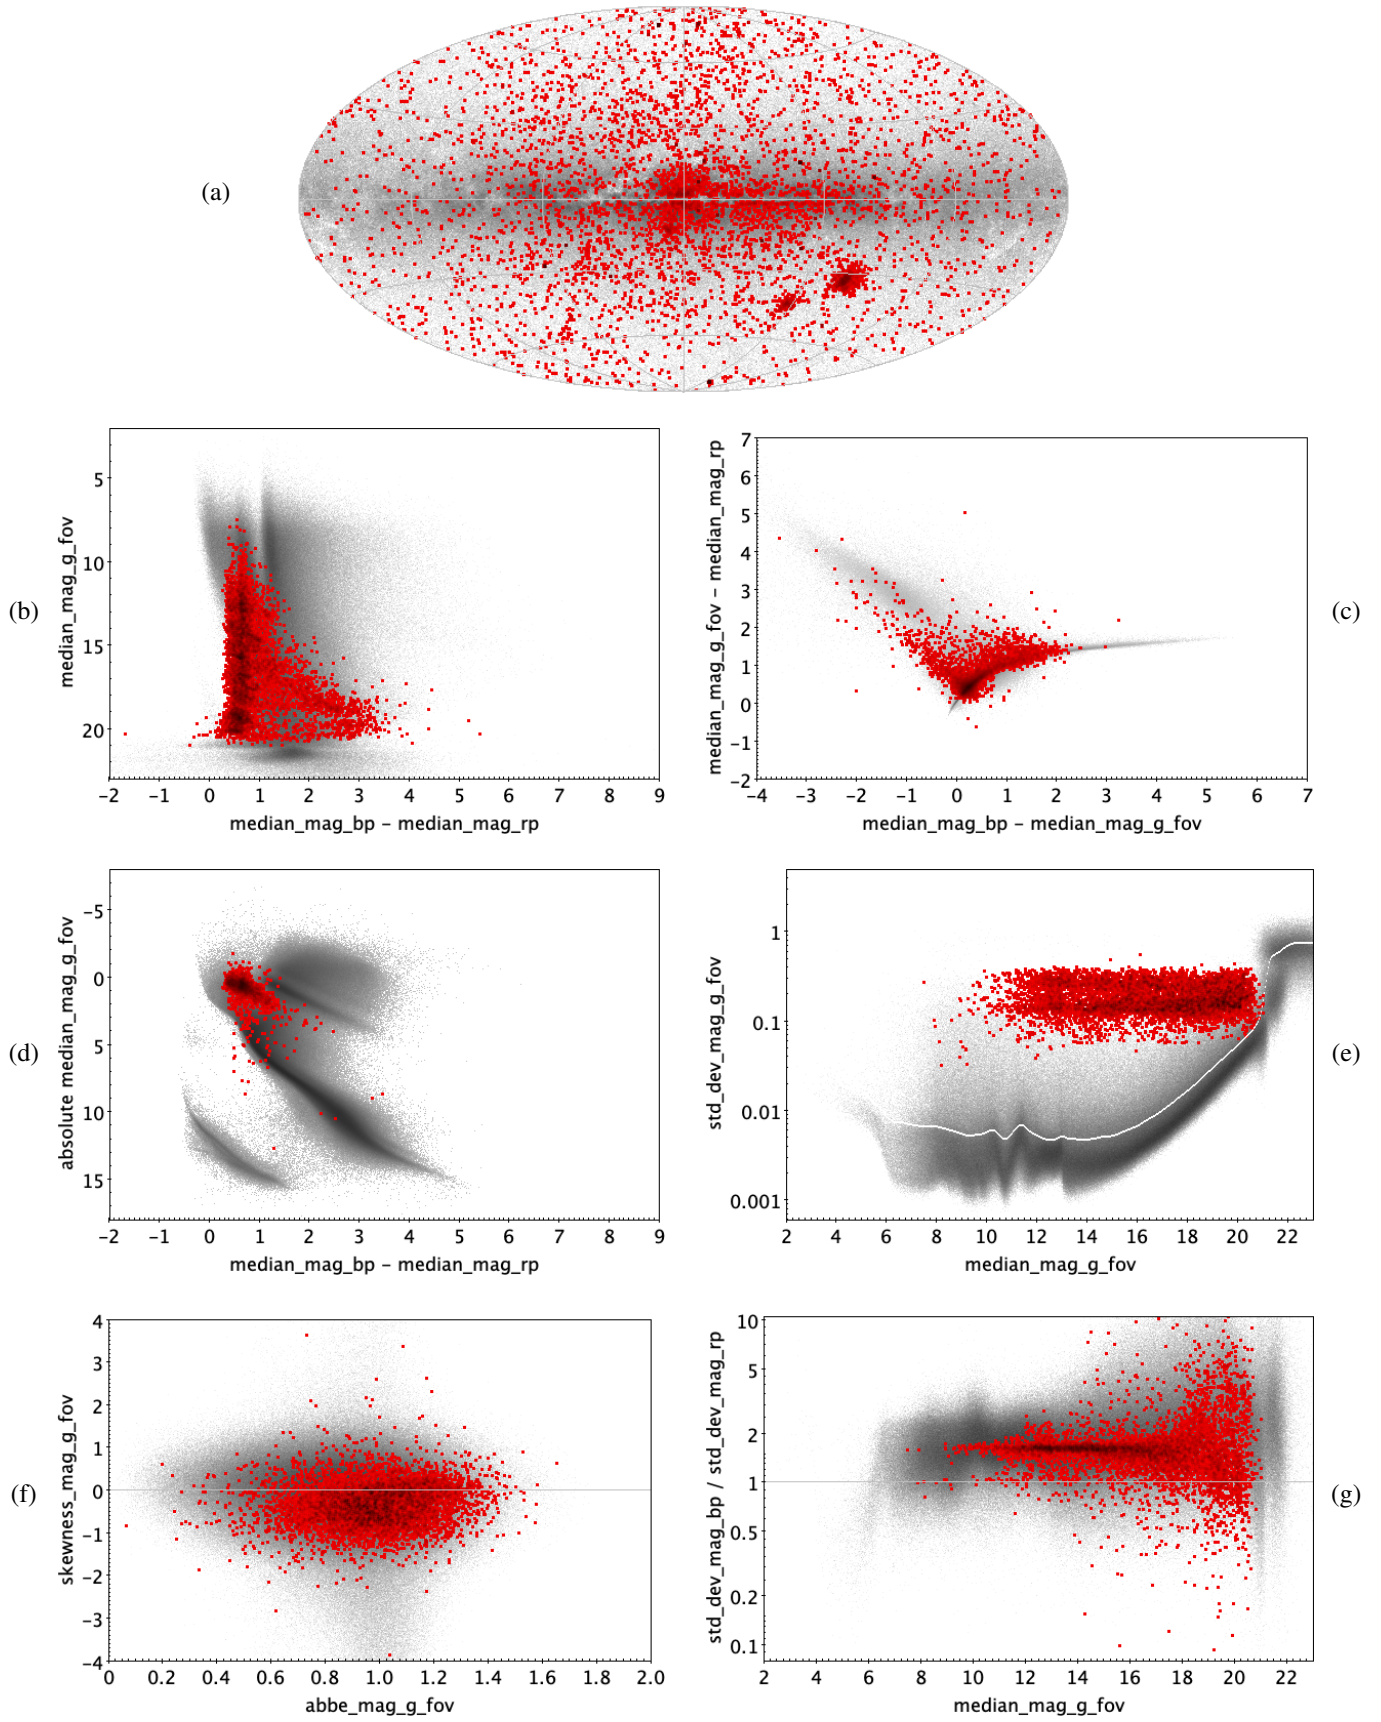 (a)
5
10
15
20
median_mag_g_fov
−2 −1 0 1 2 3 4 5 6 7 8 9
median_mag_bp − median_mag_rp
(b)
7
6
5
4
3
2
1
0
−1
−2
median_mag_g_fov − median_mag_rp
−4 −3 −2 −1 0 1 2 3 4 5 6 7
median_mag_bp − median_mag_g_fov
(c)
−5
0
5
10
15
absolute median_mag_g_fov
−2 −1 0 1 2 3 4 5 6 7 8 9
median_mag_bp − median_mag_rp
(d)
1
0.1
0.01
0.001
std_dev_mag_g_fov
2 4 6 8 10 12 14 16 18 20 22
median_mag_g_fov
(e)
4
3
2
1
0
−1
−2
−3
−4
skewness_mag_g_fov
0 0.2 0.4 0.6 0.8 1.0 1.2 1.4 1.6 1.8 2.0
abbe_mag_g_fov
(f)
10
5
2
1
0.5
0.2
0.1
std_dev_mag_bp / std_dev_mag_rp
2 4 6 8 10 12 14 16 18 20 22
median_mag_g_fov
(g)